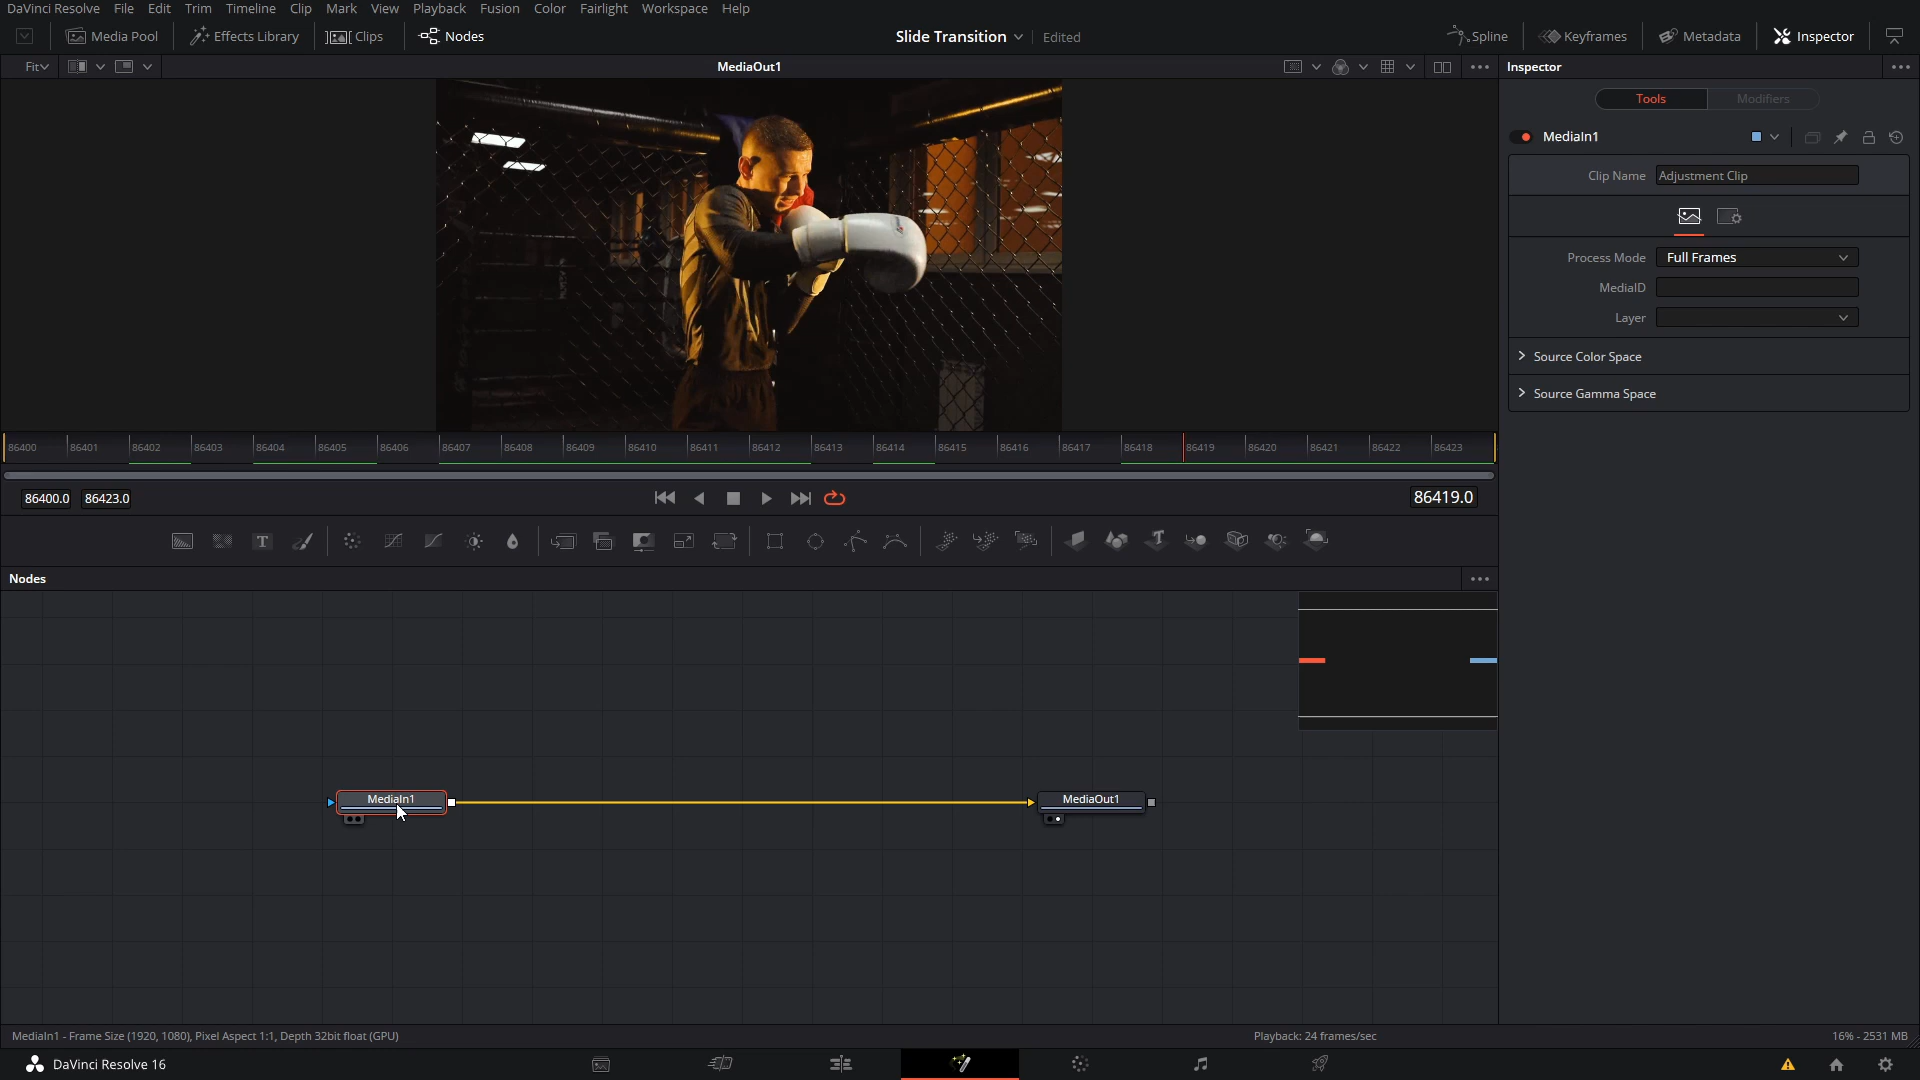 DaVinci Resolve File Edit Trim Timeline Clip Mark View Playback Fusion Color Fairlight Workspace Help
Media Pool Effects Library Clips Nodes Slide Transition Edited Spline Keyframes Metadata Inspector
Fit MediaOut1 Inspector
Tools Modifiers
MediaIn1
Clip Name Adjustment Clip
Process Mode Full Frames
MediaID
Layer
Source Color Space
Source Gamma Space
86400 86401 86402 86403 86404 86405 86406 86407 86408 86409 86410 86411 86412 86413 86414 86415 86416 86417 86418 86419 86420 86421 86422 86423
86400.0 86423.0 86419.0
T T
Nodes
MediaIn1 MediaOut1
MediaIn1 - Frame Size (1920, 1080), Pixel Aspect 1:1, Depth 32bit float (GPU) Playback: 24 frames/sec 16% - 2531 MB
DaVinci Resolve 16